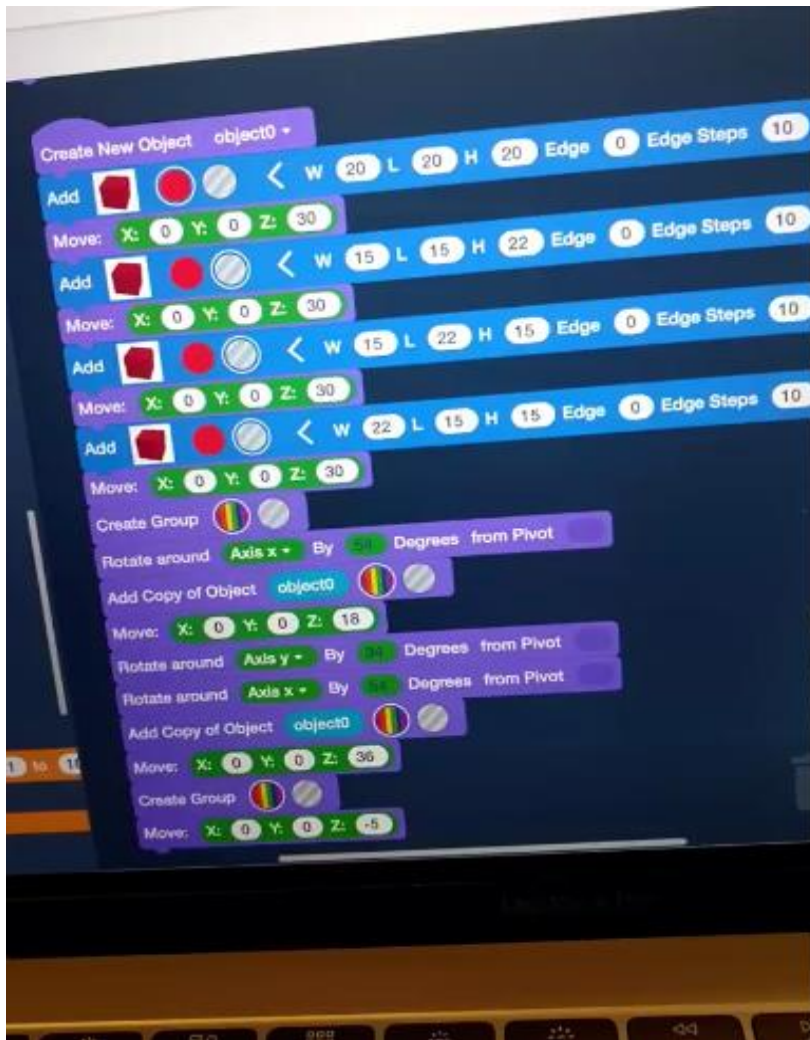 Create New Object object0
Add W 20 L 20 H 20 Edge 0 Edge Steps 10
Move: X: 0 Y: 0 Z: 30
Add W 15 L 15 H 22 Edge 0 Edge Steps 10
Move: X: 0 Y: 0 Z: 30
Add W 15 L 22 H 15 Edge 0 Edge Steps 10
Move: X: 0 Y: 0 Z: 30
Add W 22 L 15 H 15 Edge 0 Edge Steps 10
Move: X: 0 Y: 0 Z: 30
Create Group
Rotate around Axis x By 54 Degrees from Pivot
Add Copy of Object object0
Move: X: 0 Y: 0 Z: 18
Rotate around Axis y By Degrees from Pivot
Rotate around Axis x By 54 Degrees from Pivot
Add Copy of Object object0
Move: X: 0 Y: 0 Z: 36
to
Create Group
Move: X: 0 Y: 0 Z: -5